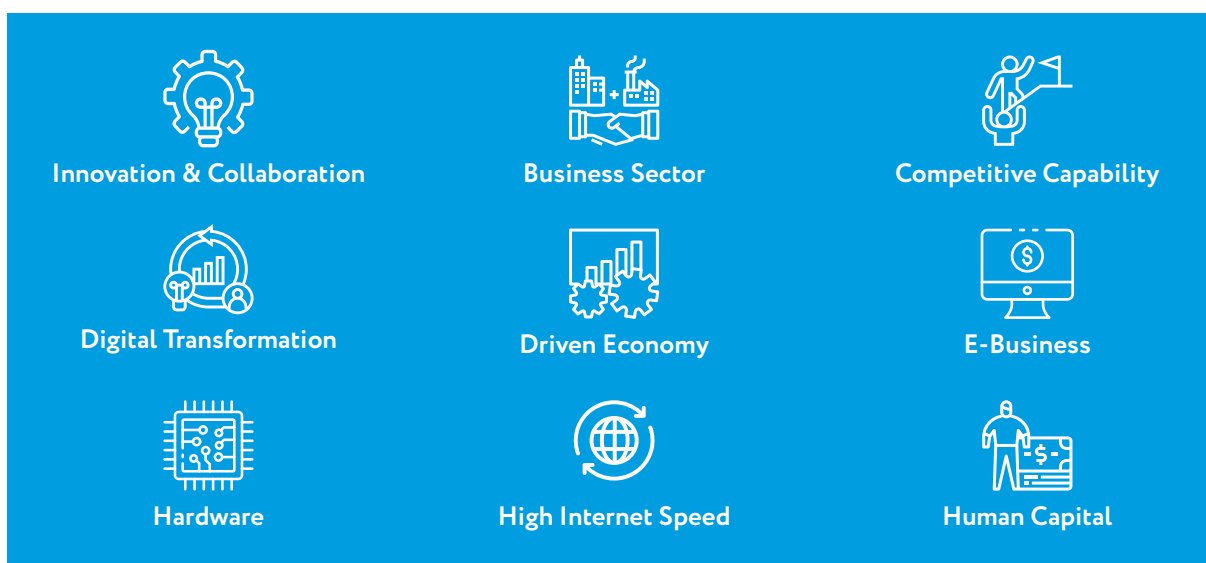 Innovation & Collaboration
Business Sector
Competitive Capability
Digital Transformation
Driven Economy
E-Business
Hardware
High Internet Speed
Human Capital